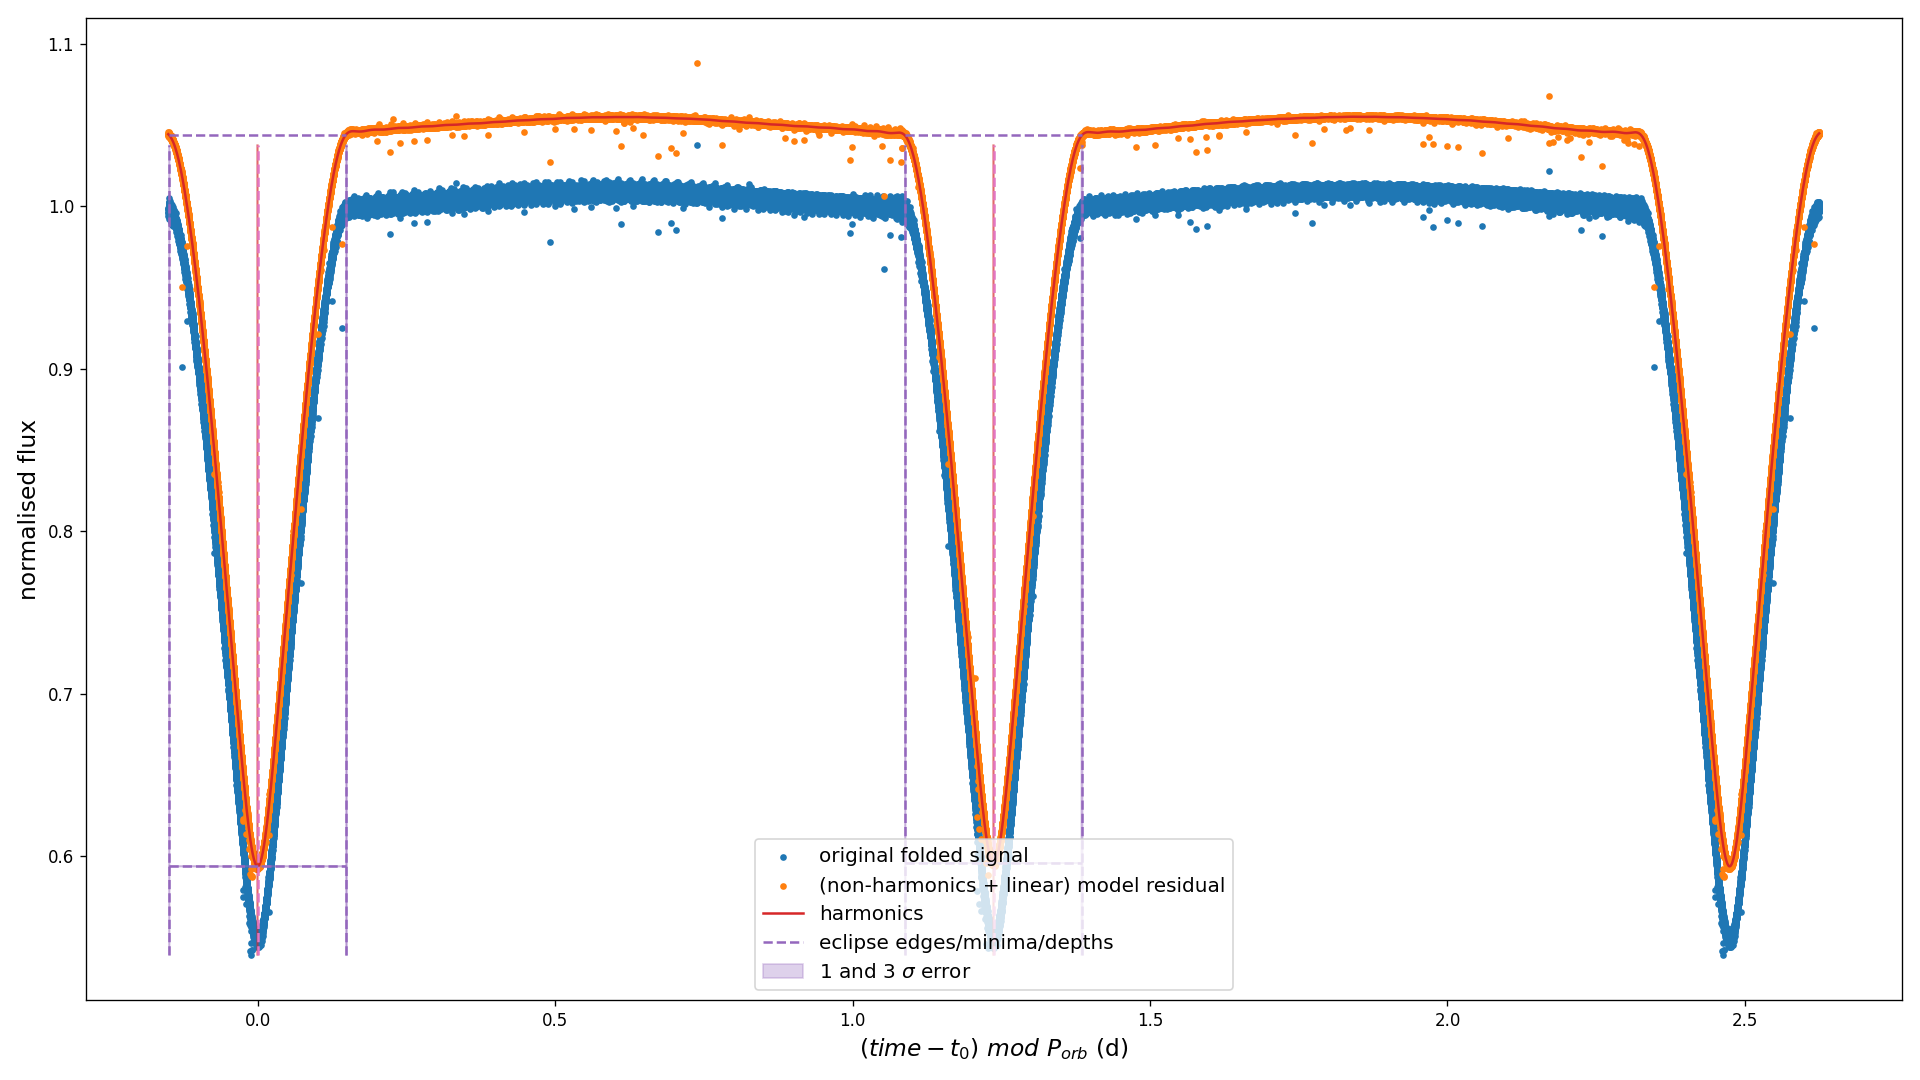 normalised flux
1.1
1.0
0.9
0.8
0.7
0.6
0.0
0.5
1.0
1.5
2.0
2.5
(time − t₀) mod Pₒᵣb (d)
original folded signal
(non-harmonics + linear) model residual
harmonics
eclipse edges/minima/depths
1 and 3 σ error